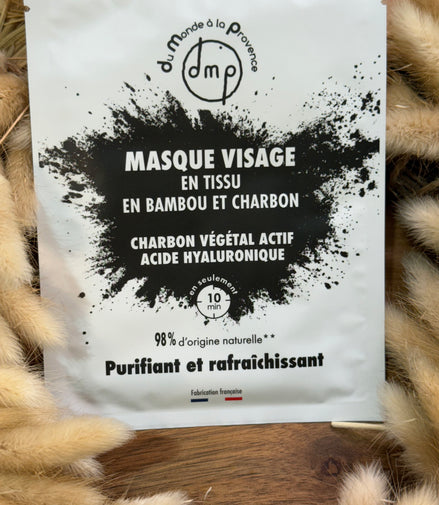 du Monde à la Provence
dmp
MASQUE VISAGE
EN TISSU
EN BAMBOU ET CHARBON
CHARBON VÉGÉTAL ACTIF
ACIDE HYALURONIQUE
en seulement
10
min
98% d'origine naturelle**
Purifiant et rafraîchissant
Fabrication française